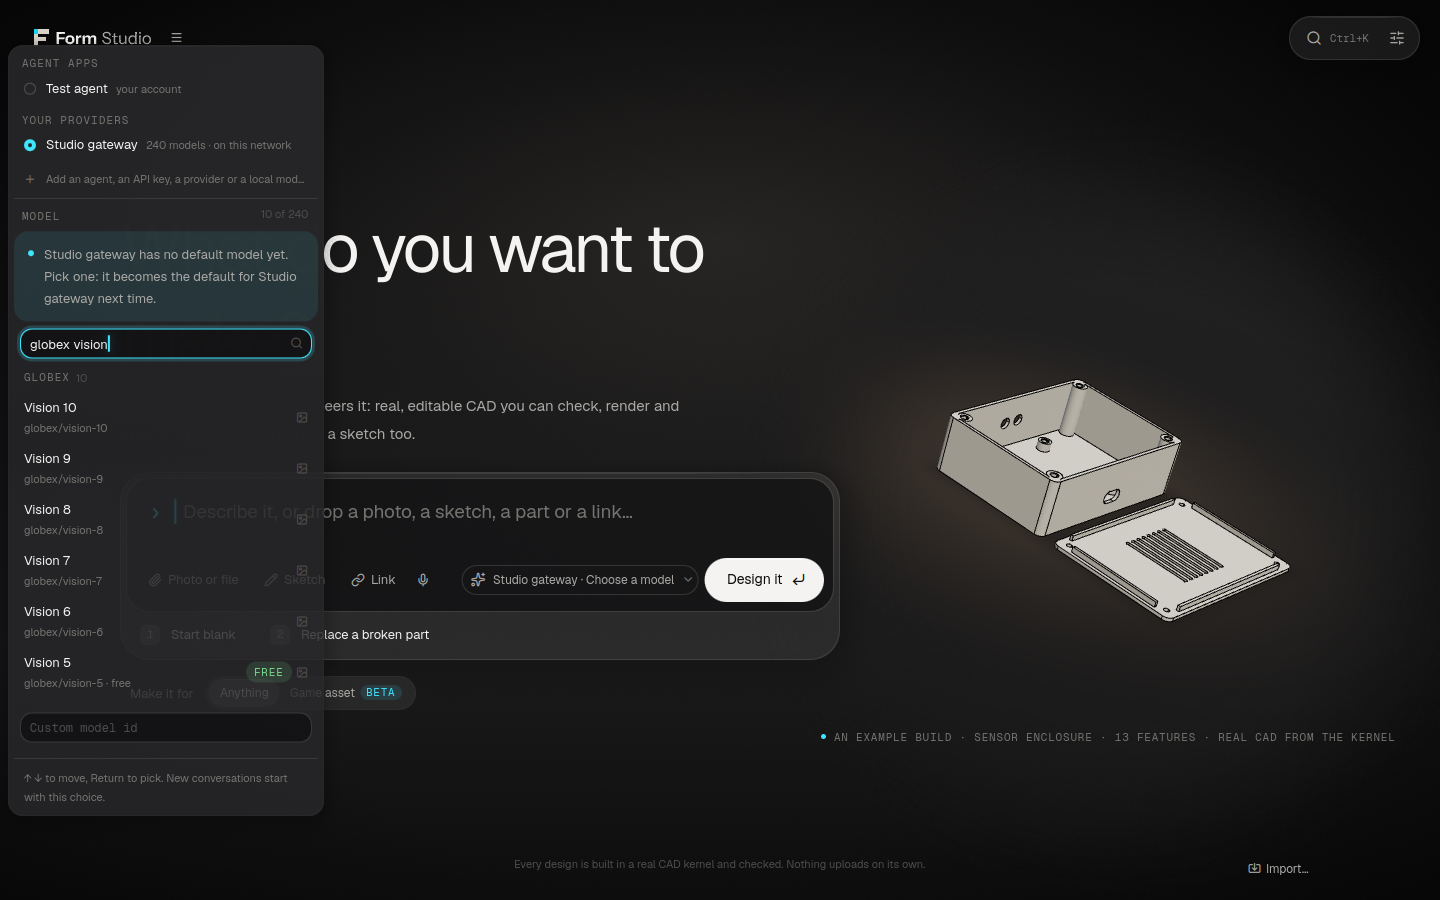 Form Studio
Ctrl+K
AGENT APPS
Test agent your account
YOUR PROVIDERS
Studio gateway 240 models · on this network
+ Add an agent, an API key, a provider or a local mod…
MODEL 10 of 240
Studio gateway has no default model yet.
Pick one: it becomes the default for Studio
gateway next time.
globex vision
GLOBEX 10
Vision 10
globex/vision-10
Vision 9
globex/vision-9
Vision 8
globex/vision-8
Vision 7
globex/vision-7
Vision 6
globex/vision-6
Vision 5
globex/vision-5 · free
FREE
Custom model id
↑↓ to move, Return to pick. New conversations start
with this choice.
o you want to
eers it: real, editable CAD you can check, render and
a sketch too.
Describe it, or drop a photo, a sketch, a part or a link…
Photo or file Sketch Link Studio gateway · Choose a model Design it
1 Start blank 2 Replace a broken part
Make it for Anything Game asset BETA
AN EXAMPLE BUILD · SENSOR ENCLOSURE · 13 FEATURES · REAL CAD FROM THE KERNEL
Every design is built in a real CAD kernel and checked. Nothing uploads on its own.
Import…